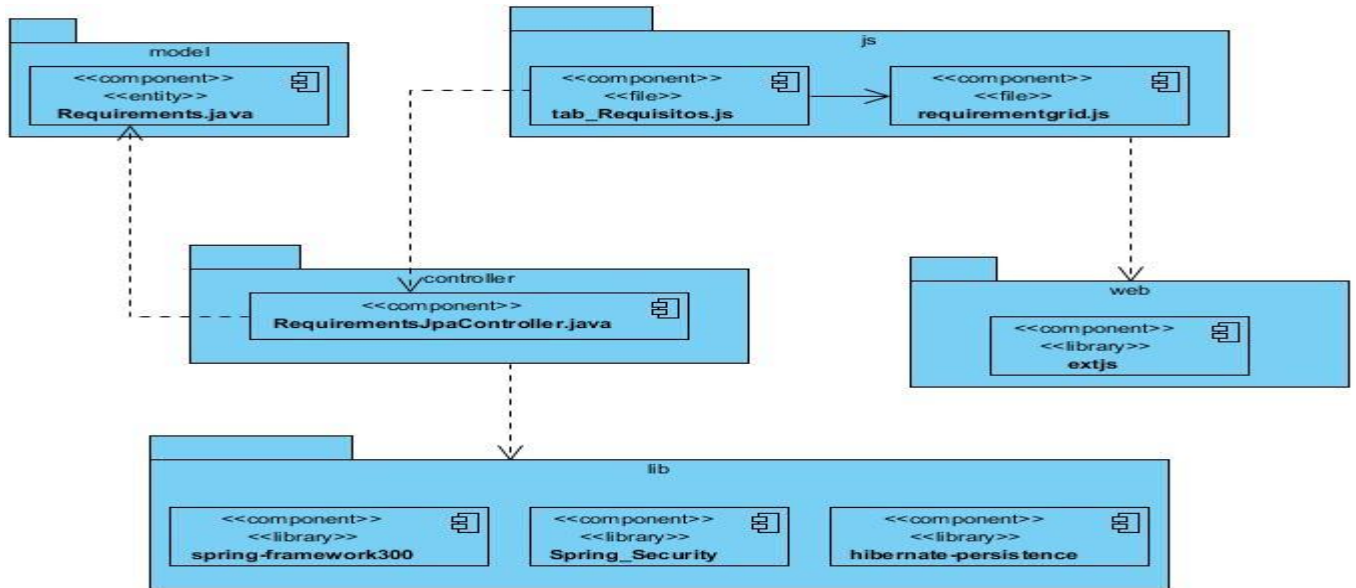 model
<<component>>
<<entity>>
Requirements.java
js
<<component>>
<<file>>
tab_Requisitos.js
<<component>>
<<file>>
requirementgrid.js
controller
<<component>>
RequirementsJpaController.java
web
<<component>>
<<library>>
extjs
lib
<<component>>
<<library>>
spring-framework300
<<component>>
<<library>>
Spring_Security
<<component>>
<<library>>
hibernate-persistence